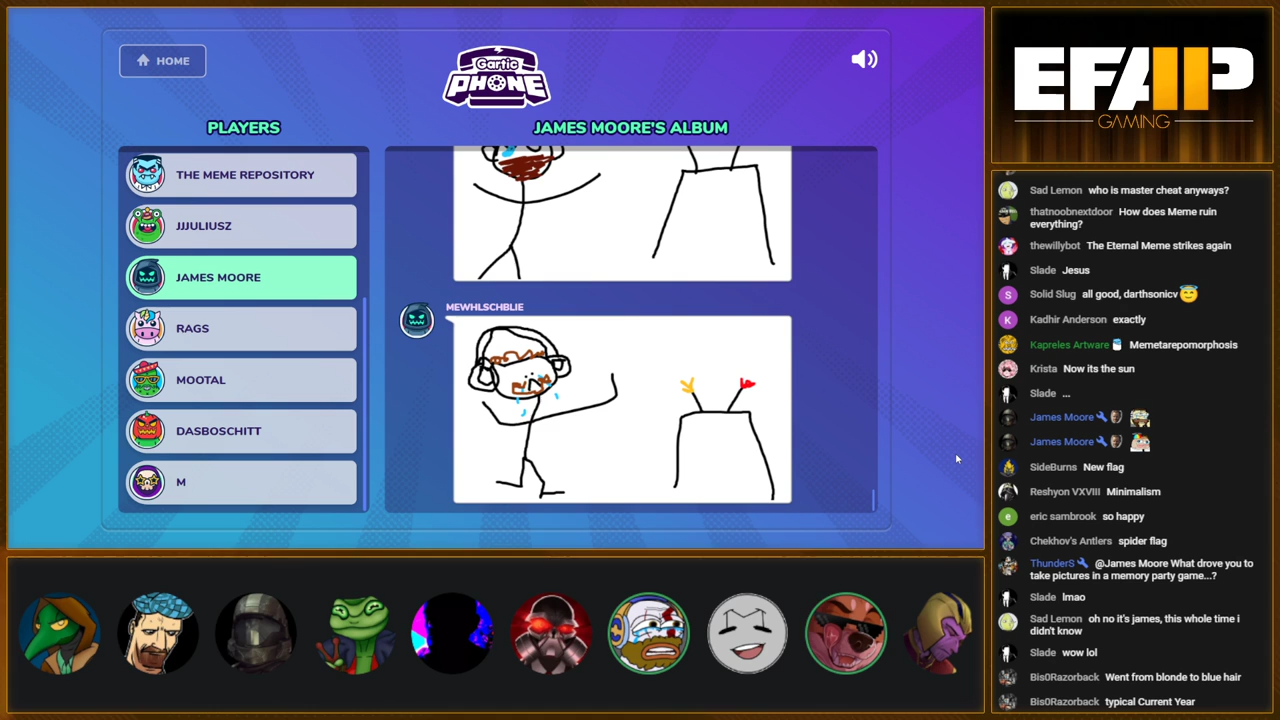 HOME
Gartic
PHONE
PLAYERS
THE MEME REPOSITORY
JJJULIUSZ
JAMES MOORE
RAGS
MOOTAL
DASBOSCHITT
M
JAMES MOORE'S ALBUM
MEWHLSCHBLIE
EFAP
GAMING
Sad Lemon who is master cheat anyways?
thatnoobnextdoor How does Meme ruin
everything?
thewillybot The Eternal Meme strikes again
Slade Jesus
S Solid Slug all good, darthsonicv
K Kadhir Anderson exactly
Kapreles Artware Memetarepomorphosis
Krista Now its the sun
Slade ...
James Moore
James Moore
SideBurns New flag
Reshyon VXVIII Minimalism
e eric sambrook so happy
Chekhov's Antlers spider flag
ThunderS @James Moore What drove you to
take pictures in a memory party game...?
Slade lmao
Sad Lemon oh no it's james, this whole time i
didn't know
Slade wow lol
Bis0Razorback Went from blonde to blue hair
Bis0Razorback typical Current Year